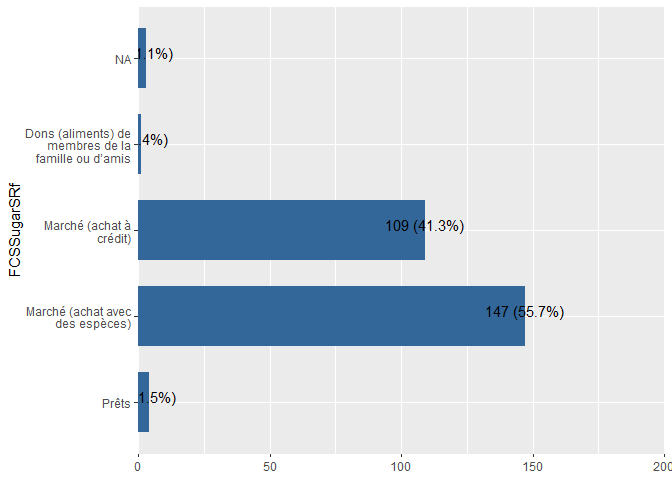 FCSSugarSRf
NA
1.1%)
Dons (aliments) de
membres de la
famille ou d'amis
4%)
Marché (achat à
crédit)
109 (41.3%)
Marché (achat avec
des espèces)
147 (55.7%)
Prêts
1.5%)
0
50
100
150
200